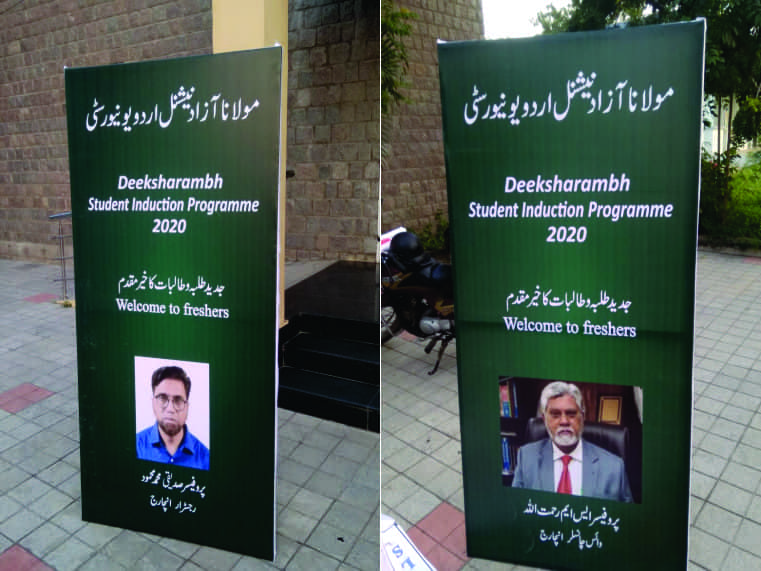 مولانا آزاد نیشنل اردو یونیورسٹی
Deeksharambh
Student Induction Programme
2020
جدید طلبہ و طالبات کا خیر مقدم
Welcome to freshers
پروفیسر صدیقی محمد محمود
رجسٹرار انچارج
مولانا آزاد نیشنل اردو یونیورسٹی
Deeksharambh
Student Induction Programme
2020
جدید طلبہ و طالبات کا خیر مقدم
Welcome to freshers
پروفیسر ایس ایم رحمت اللہ
وائس چانسلر انچارج